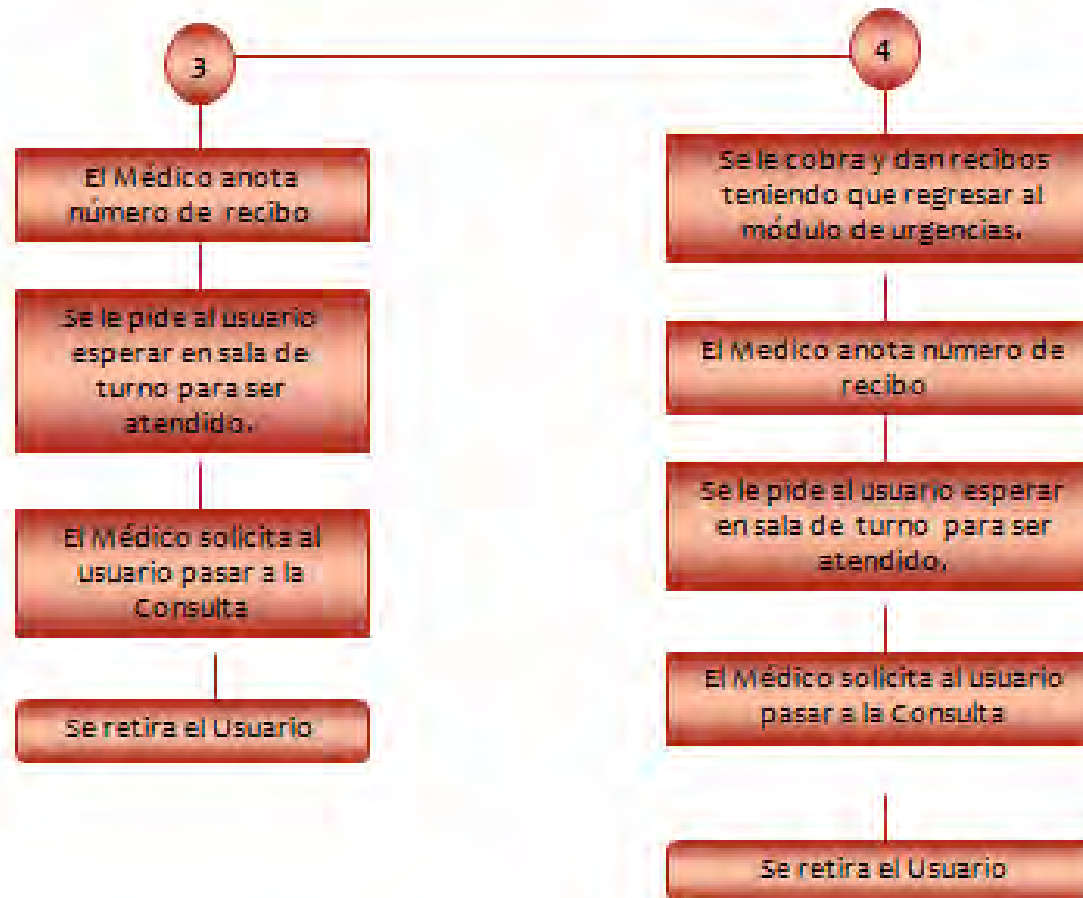 3
El Médico anota
número de recibo
Se le pide al usuario
esperar en sala de
turno para ser
atendido.
El Médico solicita al
usuario pasar a la
Consulta
Se retira el Usuario
4
Se le cobra y dan recibos
teniendo que regresar al
módulo de urgencias.
El Medico anota número de
recibo
Se le pide al usuario esperar
en sala de turno para ser
atendido.
El Médico solicita al usuario
pasar a la Consulta
Se retira el Usuario